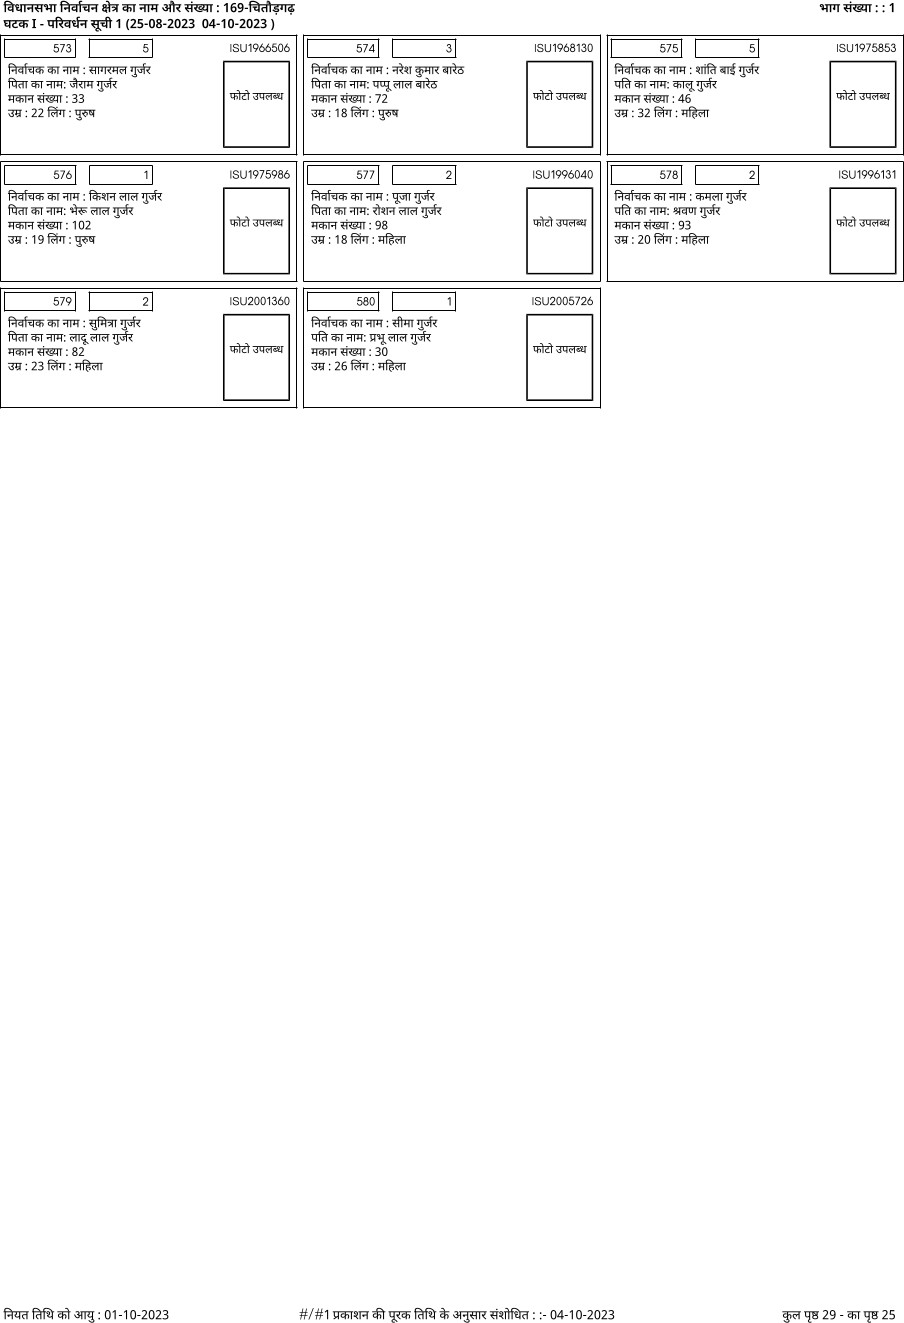 विधानसभा निर्वाचन क्षेत्र का नाम और संख्या : 169-चितौड़गढ़ भाग संख्या : : 1
घटक I - परिवर्धन सूची 1 (25-08-2023 04-10-2023 )
573 5 ISU1966506
निर्वाचक का नाम : सागरमल गुर्जर
पिता का नाम: जैराम गुर्जर
मकान संख्या : 33
उम्र : 22 लिंग : पुरुष
फोटो उपलब्ध
574 3 ISU1968130
निर्वाचक का नाम : नरेश कुमार बारेठ
पिता का नाम: पप्पू लाल बारेठ
मकान संख्या : 72
उम्र : 18 लिंग : पुरुष
फोटो उपलब्ध
575 5 ISU1975853
निर्वाचक का नाम : शांति बाई गुर्जर
पति का नाम: कालू गुर्जर
मकान संख्या : 46
उम्र : 32 लिंग : महिला
फोटो उपलब्ध
576 1 ISU1975986
निर्वाचक का नाम : किशन लाल गुर्जर
पिता का नाम: भेरू लाल गुर्जर
मकान संख्या : 102
उम्र : 19 लिंग : पुरुष
फोटो उपलब्ध
577 2 ISU1996040
निर्वाचक का नाम : पूजा गुर्जर
पिता का नाम: रोशन लाल गुर्जर
मकान संख्या : 98
उम्र : 18 लिंग : महिला
फोटो उपलब्ध
578 2 ISU1996131
निर्वाचक का नाम : कमला गुर्जर
पति का नाम: श्रवण गुर्जर
मकान संख्या : 93
उम्र : 20 लिंग : महिला
फोटो उपलब्ध
579 2 ISU2001360
निर्वाचक का नाम : सुमित्रा गुर्जर
पिता का नाम: लादू लाल गुर्जर
मकान संख्या : 82
उम्र : 23 लिंग : महिला
फोटो उपलब्ध
580 1 ISU2005726
निर्वाचक का नाम : सीमा गुर्जर
पति का नाम: प्रभू लाल गुर्जर
मकान संख्या : 30
उम्र : 26 लिंग : महिला
फोटो उपलब्ध
नियत तिथि को आयु : 01-10-2023 #/#1 प्रकाशन की पूरक तिथि के अनुसार संशोधित : :- 04-10-2023 कुल पृष्ठ 29 - का पृष्ठ 25